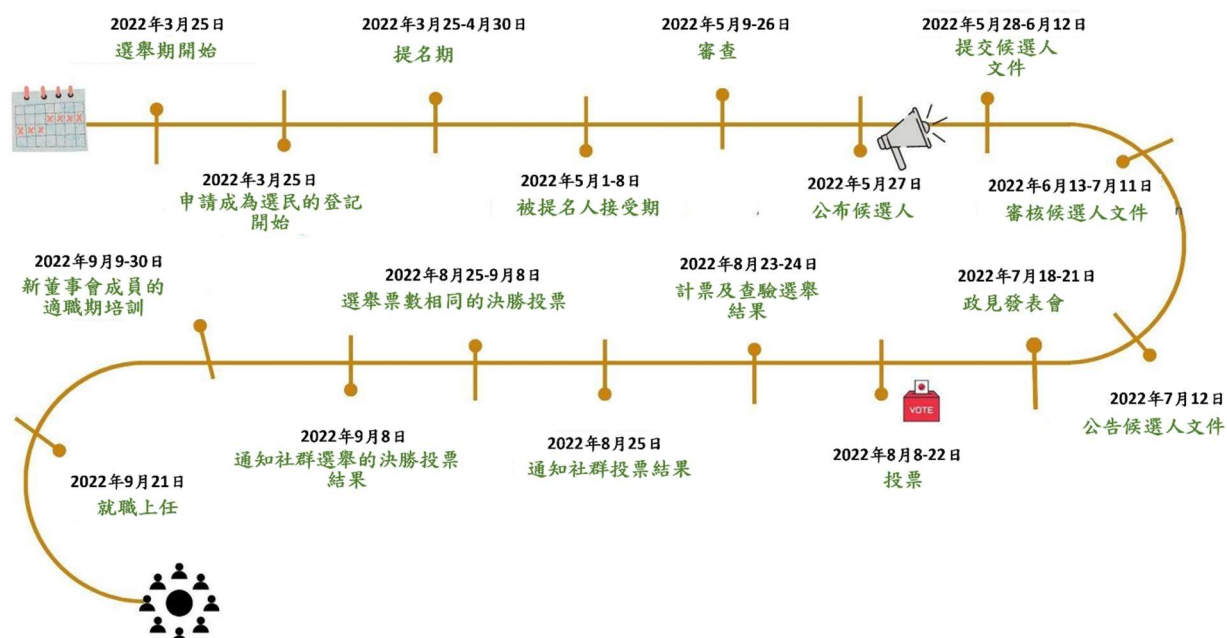 2022年3月25日
選舉期開始
2022年3月25日
申請成為選民的登記
開始
2022年3月25-4月30日
提名期
2022年5月1-8日
被提名人接受期
2022年5月9-26日
審查
2022年5月27日
公布候選人
2022年5月28-6月12日
提交候選人
文件
2022年6月13-7月11日
審核候選人文件
n
2022年7月12日
公告候選人文件
2022年7月18-21日
政見發表會
VOTE
2022年8月8-22日
投票
2022年8月23-24日
計票及查驗選舉
結果
2022年8月25日
通知社群投票結果
2022年8月25-9月8日
選舉票數相同的決勝投票
2022年9月8日
通知社群選舉的決勝投票
結果
2022年9月9-30日
新董事會成員的
適職期培訓
2022年9月21日
就職上任